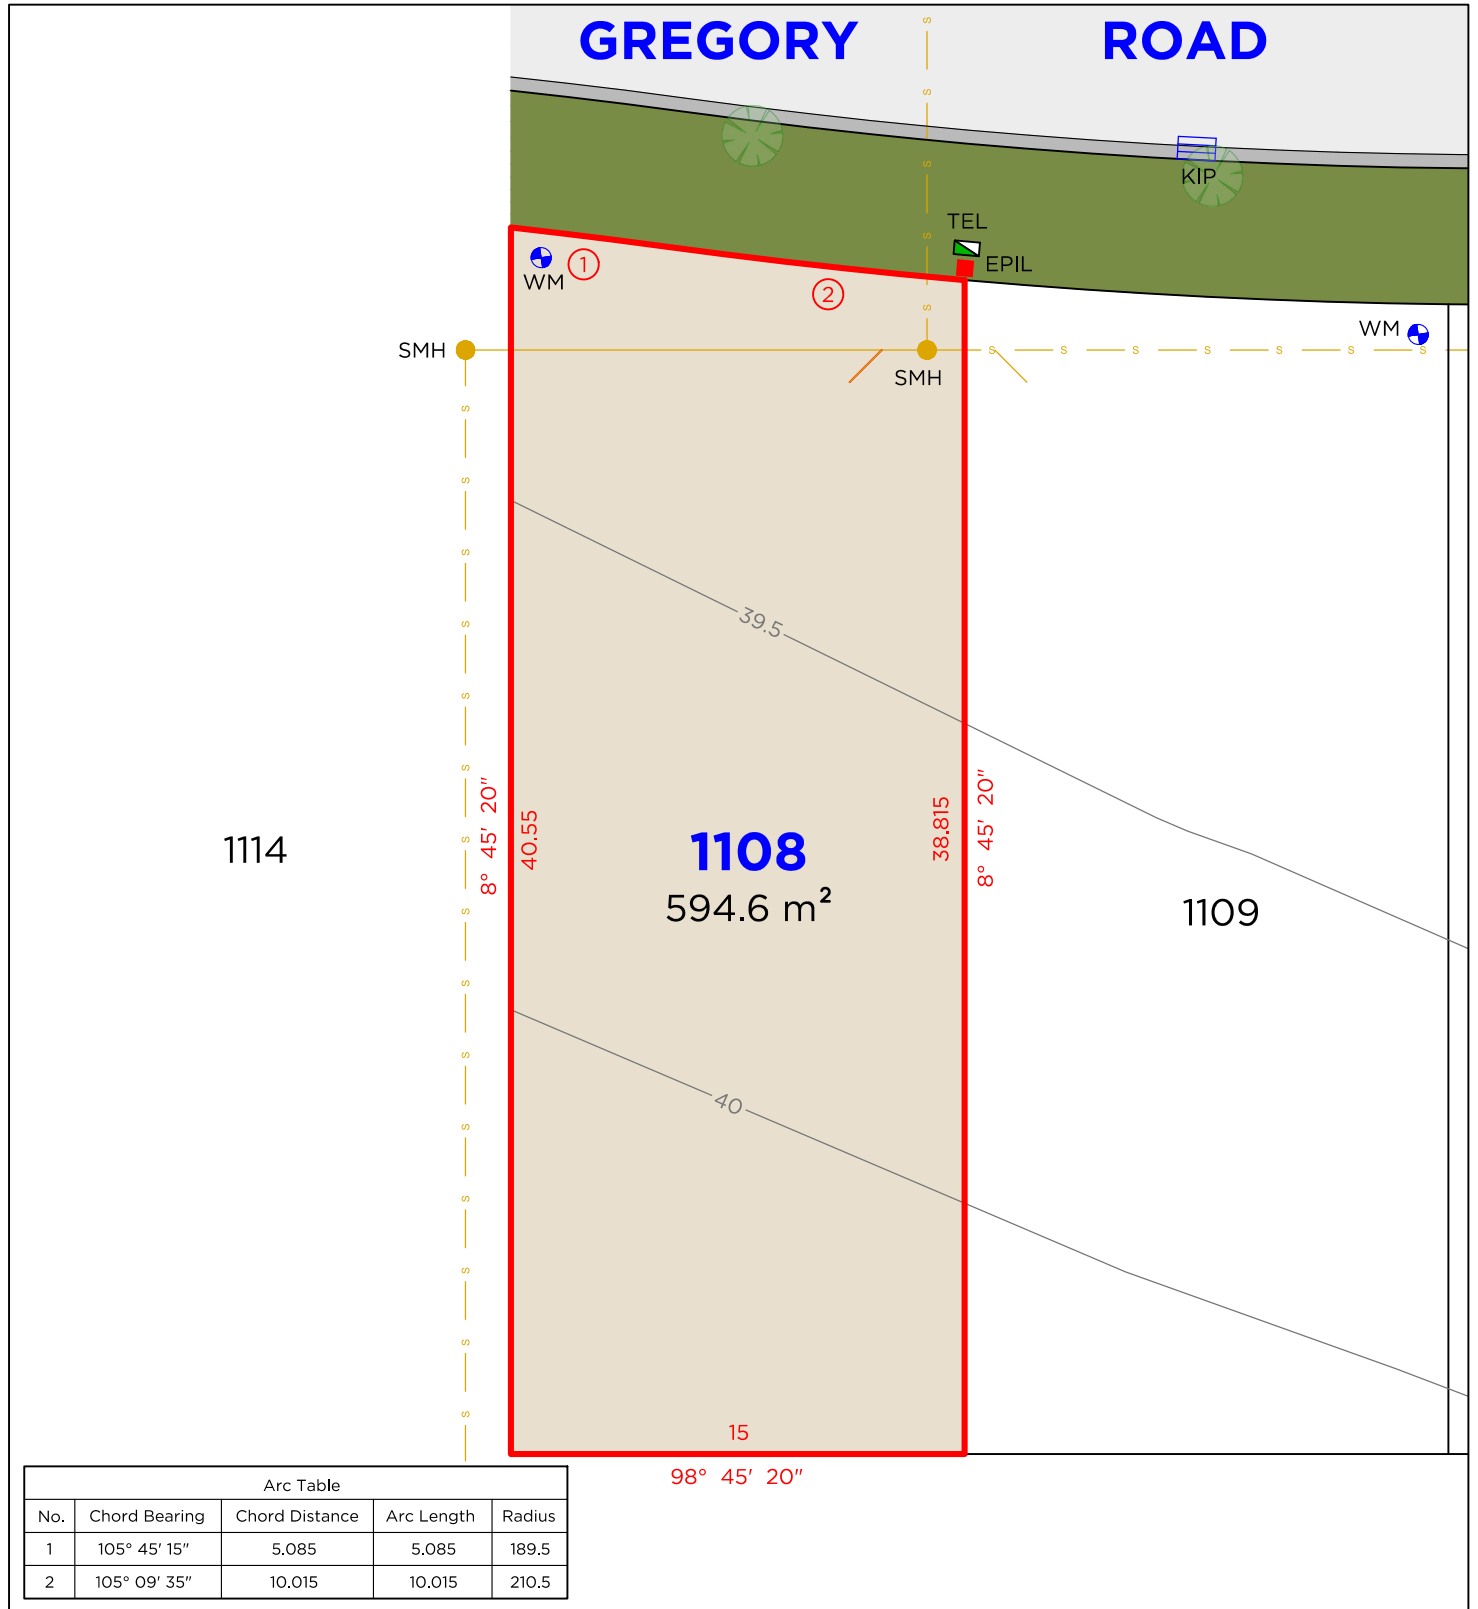 GREGORY ROAD
KIP
TEL
EPIL
1
WM
2
WM
SMH
SMH
39.5
8° 45' 20"
40.55
38.815
8° 45' 20"
1114
1108
594.6 m²
1109
40
15
98° 45' 20"
Arc Table
No. Chord Bearing Chord Distance Arc Length Radius
1 105° 45' 15" 5.085 5.085 189.5
2 105° 09' 35" 10.015 10.015 210.5